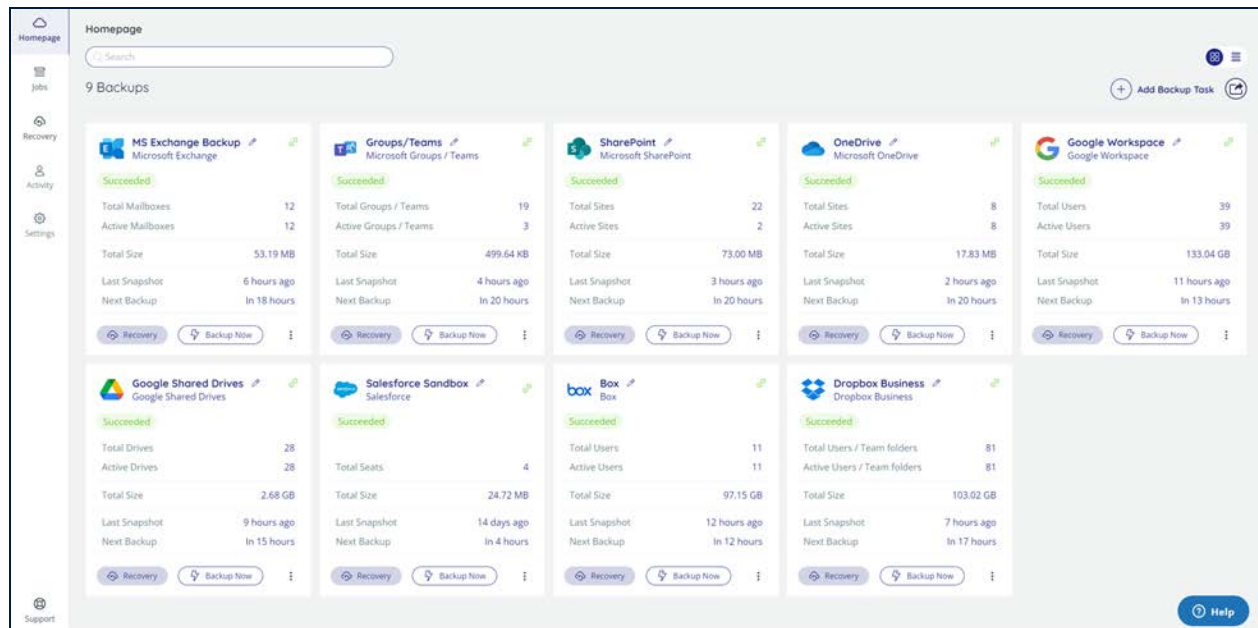 Homepage
Jobs
Recovery
Activity
Settings
Support
Homepage
Search
9 Backups
Add Backup Task
MS Exchange Backup
Microsoft Exchange
Succeeded
Total Mailboxes 12
Active Mailboxes 12
Total Size 53.19 MB
Last Snapshot 6 hours ago
Next Backup In 18 hours
Recovery Backup Now
Groups/Teams
Microsoft Groups / Teams
Succeeded
Total Groups / Teams 19
Active Groups / Teams 3
Total Size 499.64 KB
Last Snapshot 4 hours ago
Next Backup In 20 hours
Recovery Backup Now
SharePoint
Microsoft SharePoint
Succeeded
Total Sites 22
Active Sites 2
Total Size 73.00 MB
Last Snapshot 3 hours ago
Next Backup In 20 hours
Recovery Backup Now
OneDrive
Microsoft OneDrive
Succeeded
Total Sites 8
Active Sites 8
Total Size 17.83 MB
Last Snapshot 2 hours ago
Next Backup In 20 hours
Recovery Backup Now
Google Workspace
Google Workspace
Succeeded
Total Users 39
Active Users 39
Total Size 133.04 GB
Last Snapshot 11 hours ago
Next Backup In 13 hours
Recovery Backup Now
Google Shared Drives
Google Shared Drives
Succeeded
Total Drives 28
Active Drives 28
Total Size 2.68 GB
Last Snapshot 9 hours ago
Next Backup In 15 hours
Recovery Backup Now
Salesforce Sandbox
Salesforce
Succeeded
Total Seats 4
Total Size 24.72 MB
Last Snapshot 14 days ago
Next Backup In 4 hours
Recovery Backup Now
box Box
Box
Succeeded
Total Users 11
Active Users 11
Total Size 97.15 GB
Last Snapshot 12 hours ago
Next Backup In 12 hours
Recovery Backup Now
Dropbox Business
Dropbox Business
Succeeded
Total Users / Team folders 81
Active Users / Team folders 81
Total Size 103.02 GB
Last Snapshot 7 hours ago
Next Backup In 17 hours
Recovery Backup Now
Help